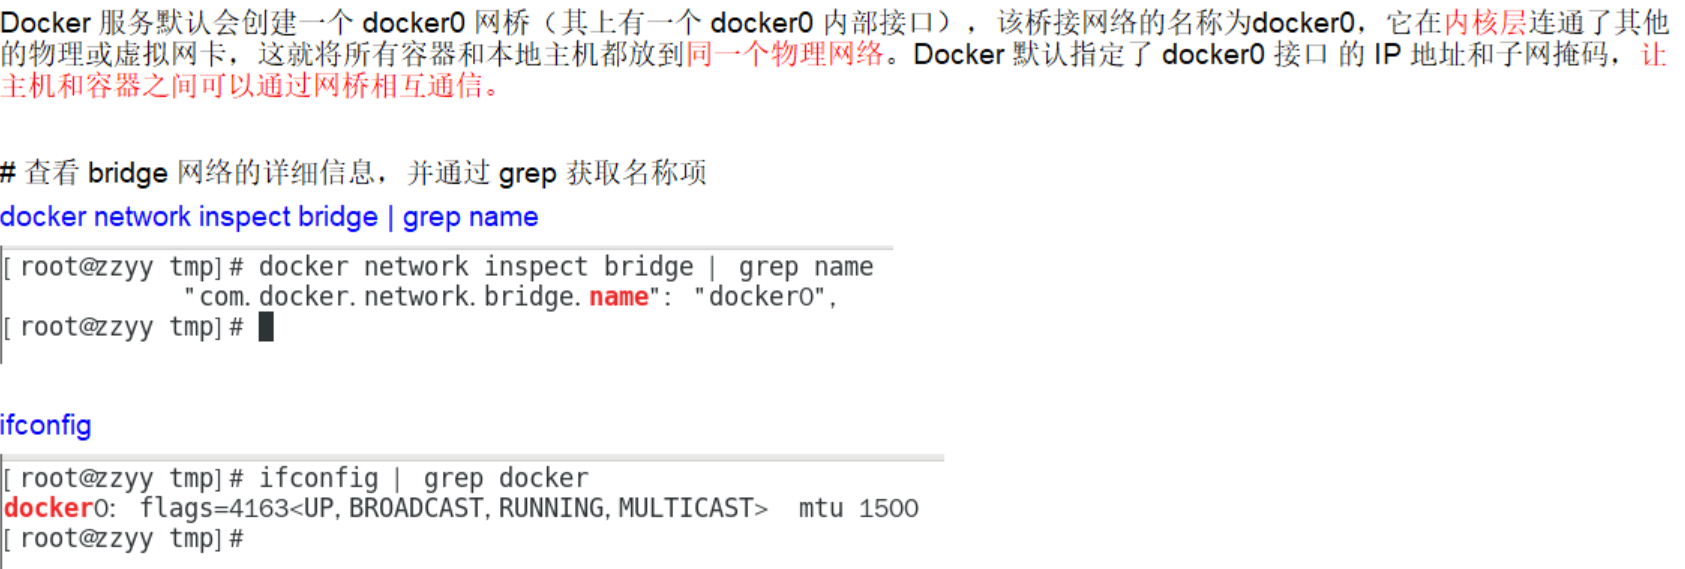 Docker 服务默认会创建一个 docker0 网桥（其上有一个 docker0 内部接口），该桥接网络的名称为docker0，它在内核层连通了其他
的物理或虚拟网卡，这就将所有容器和本地主机都放到同一个物理网络。Docker 默认指定了 docker0 接口 的 IP 地址和子网掩码，让
主机和容器之间可以通过网桥相互通信。
# 查看 bridge 网络的详细信息，并通过 grep 获取名称项
docker network inspect bridge | grep name
[root@zzyy tmp]# docker network inspect bridge | grep name
"com.docker.network.bridge.name": "docker0",
[root@zzyy tmp]#
ifconfig
[root@zzyy tmp]# ifconfig | grep docker
docker0: flags=4163<UP,BROADCAST,RUNNING,MULTICAST>  mtu 1500
[root@zzyy tmp]#